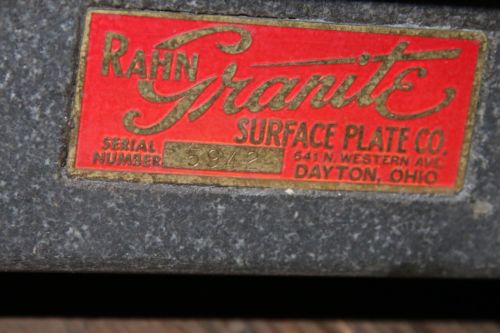 RAHN Granite
SURFACE PLATE CO.
SERIAL NUMBER 5942
641 N. WESTERN AVE.
DAYTON, OHIO